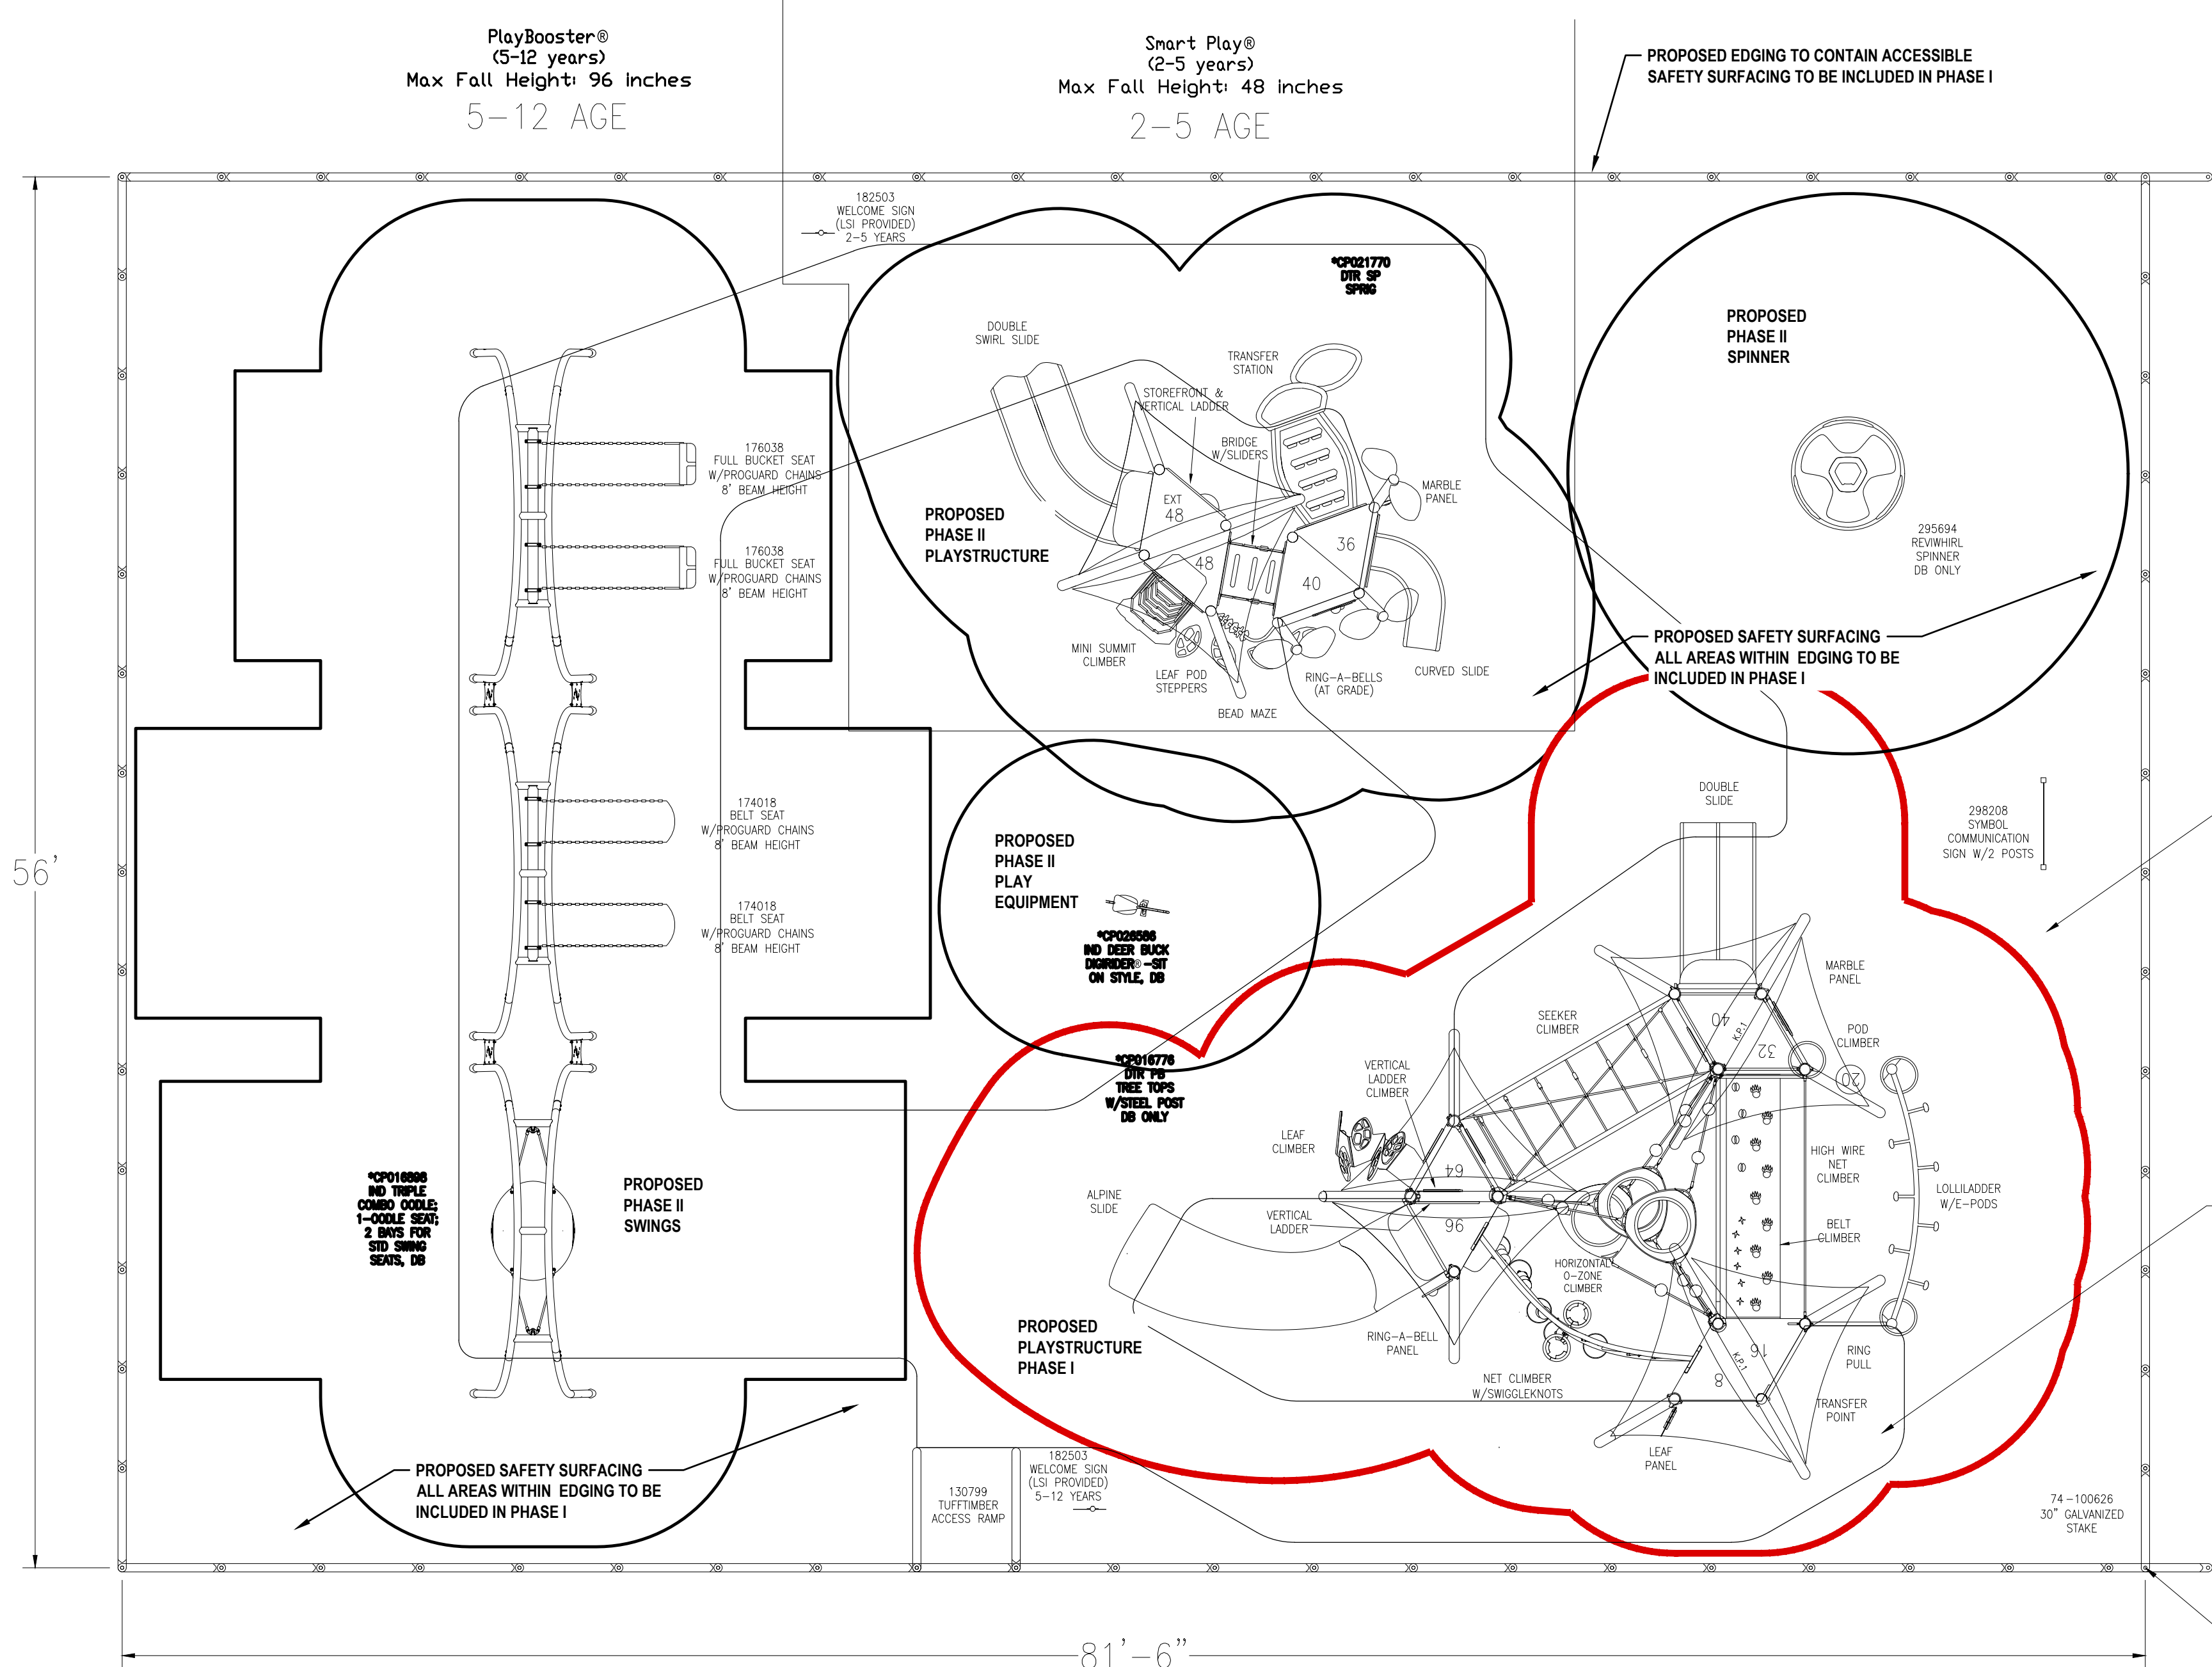 PlayBooster®
(5-12 years)
Max Fall Height: 96 inches
5-12 AGE
Smart Play®
(2-5 years)
Max Fall Height: 48 inches
2-5 AGE
PROPOSED EDGING TO CONTAIN ACCESSIBLE
SAFETY SURFACING TO BE INCLUDED IN PHASE I
182503
WELCOME SIGN
(LSI PROVIDED)
2-5 YEARS
*CP021770
DTR SP
SPRIG
PROPOSED
PHASE II
SPINNER
DOUBLE
SWIRL SLIDE
TRANSFER
STATION
STOREFRONT &
VERTICAL LADDER
BRIDGE
W/SLIDERS
MARBLE
PANEL
EXT
48
48
36
40
PROPOSED
PHASE II
PLAYSTRUCTURE
176038
FULL BUCKET SEAT
W/PROGUARD CHAINS
8' BEAM HEIGHT
176038
FULL BUCKET SEAT
W/PROGUARD CHAINS
8' BEAM HEIGHT
295694
REVIWHIRL
SPINNER
DB ONLY
MINI SUMMIT
CLIMBER
LEAF POD
STEPPERS
RING-A-BELLS
(AT GRADE)
CURVED SLIDE
BEAD MAZE
PROPOSED SAFETY SURFACING
ALL AREAS WITHIN EDGING TO BE
INCLUDED IN PHASE I
174018
BELT SEAT
W/PROGUARD CHAINS
8' BEAM HEIGHT
174018
BELT SEAT
W/PROGUARD CHAINS
8' BEAM HEIGHT
56'
PROPOSED
PHASE II
PLAY
EQUIPMENT
*CP026586
IND DEER BUCK
DIGIRIDER®-SIT
ON STYLE, DB
DOUBLE
SLIDE
298208
SYMBOL
COMMUNICATION
SIGN W/2 POSTS
MARBLE
PANEL
SEEKER
CLIMBER
POD
CLIMBER
40
K.P.1
32
20
*CP016776
DTR PB
TREE TOPS
W/STEEL POST
DB ONLY
VERTICAL
LADDER
CLIMBER
LEAF
CLIMBER
64
HIGH WIRE
NET
CLIMBER
LOLLILADDER
W/E-PODS
ALPINE
SLIDE
VERTICAL
LADDER
96
BELT
CLIMBER
HORIZONTAL
O-ZONE
CLIMBER
*CP016898
IND TRIPLE
COMBO OODLE;
1-OODLE SEAT;
2 BAYS FOR
STD SWING
SEATS, DB
PROPOSED
PHASE II
SWINGS
PROPOSED
PLAYSTRUCTURE
PHASE I
RING-A-BELL
PANEL
NET CLIMBER
W/SWIGGLEKNOTS
16
K.P.1
8
RING
PULL
TRANSFER
POINT
LEAF
PANEL
PROPOSED SAFETY SURFACING
ALL AREAS WITHIN EDGING TO BE
INCLUDED IN PHASE I
130799
TUFFTIMBER
ACCESS RAMP
182503
WELCOME SIGN
(LSI PROVIDED)
5-12 YEARS
74-100626
30" GALVANIZED
STAKE
81'-6"